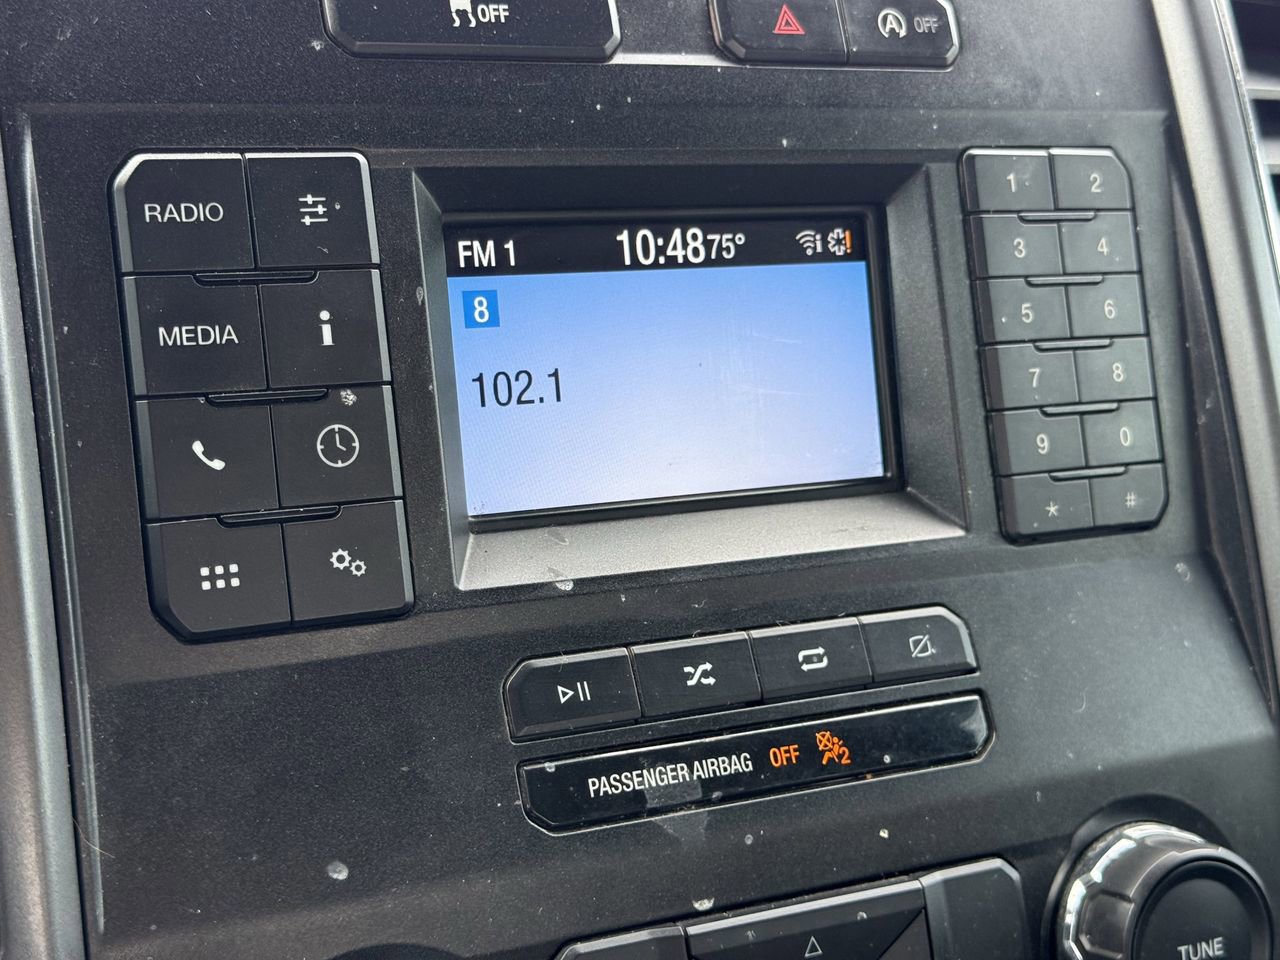 OFF
A OFF
RADIO
MEDIA
FM 1 10:48 75°
8
102.1
1 2
3 4
5 6
7 8
9 0
* #
PASSENGER AIRBAG OFF 2
TUNE